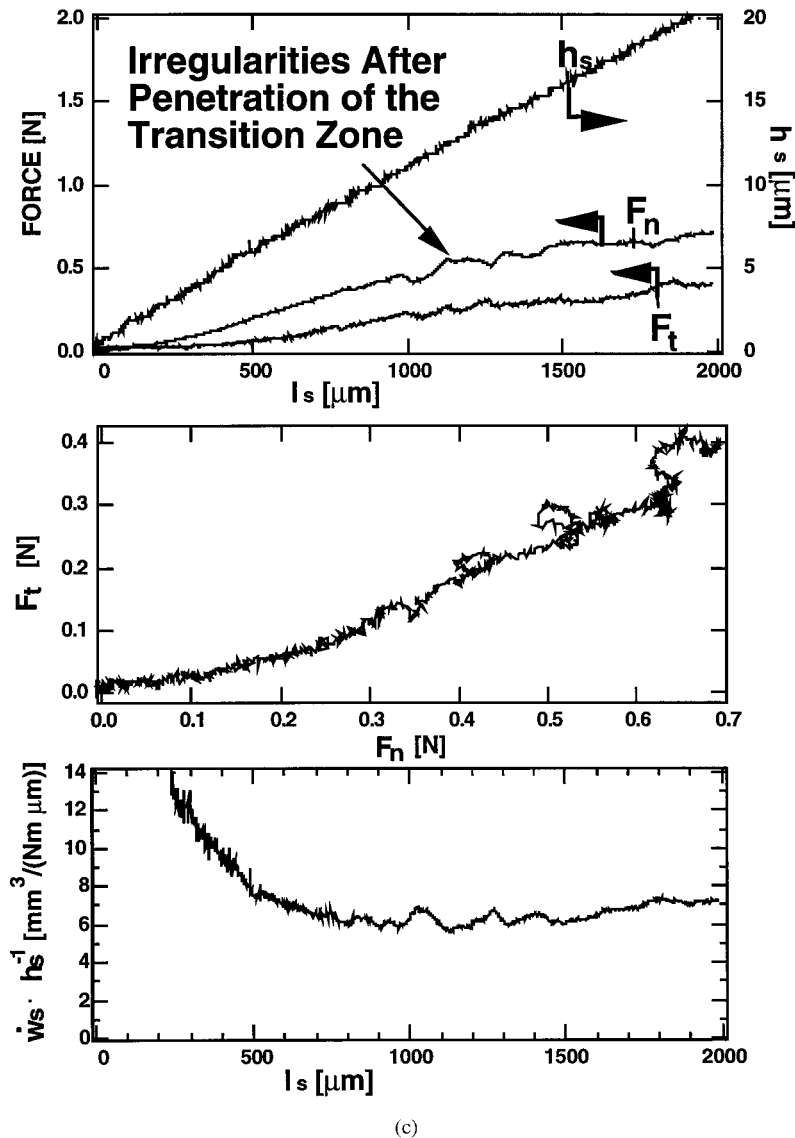 2.0
1.5
1.0
0.5
0.0
FORCE [N]
Irregularities After
Penetration of the
Transition Zone
h s
F n
F t
20
15
10
5
0
h s [μm]
500
1000
1500
2000
l s [μm]
0.4
0.3
0.2
0.1
0.0
F t [N]
0.0 0.1 0.2 0.3 0.4 0.5 0.6 0.7
F n [N]
14
12
10
8
6
4
2
0
ẇs · hs⁻¹ [mm³/(Nm μm)]
0 500 1000 1500 2000
l s [μm]
(c)